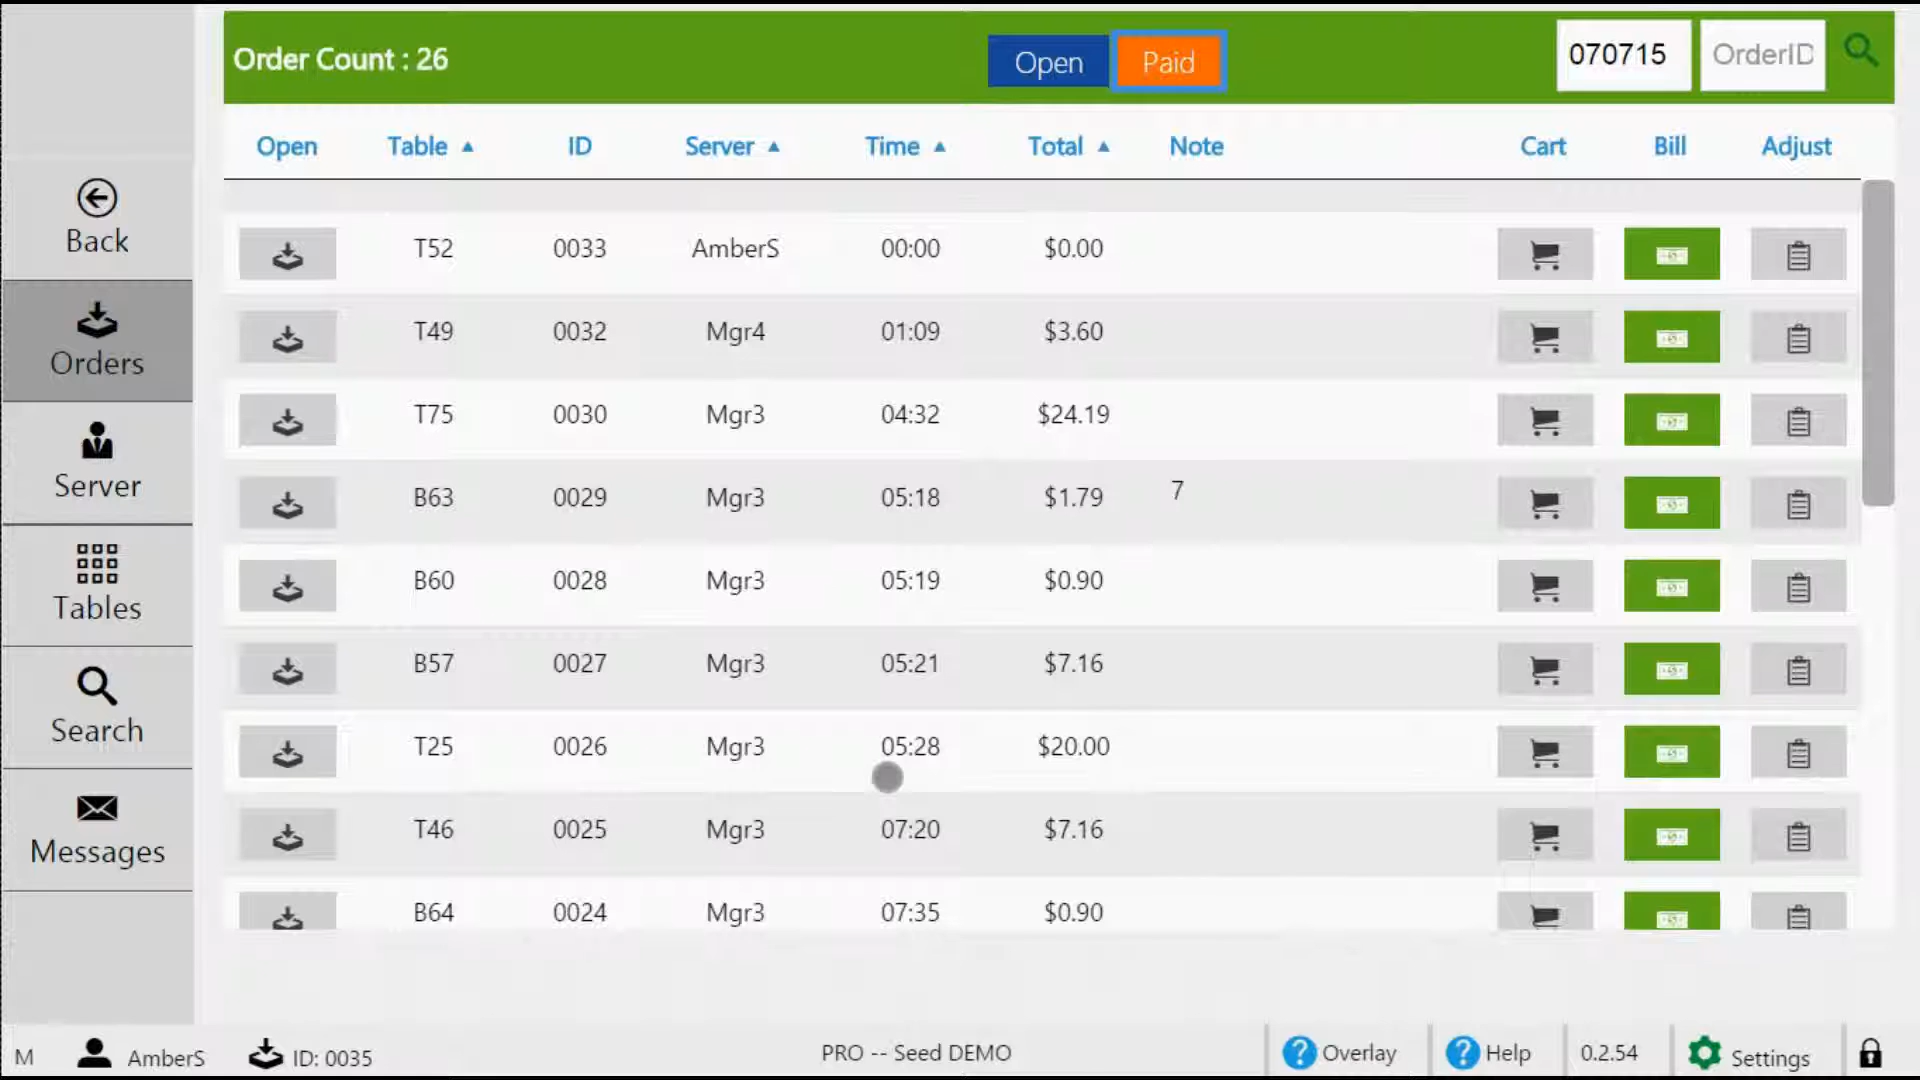 Order Count : 26 Open Paid 070715 OrderID
Open Table ▲ ID Server ▲ Time ▲ Total ▲ Note Cart Bill Adjust
T52 0033 AmberS 00:00 $0.00
T49 0032 Mgr4 01:09 $3.60
T75 0030 Mgr3 04:32 $24.19
B63 0029 Mgr3 05:18 $1.79 7
B60 0028 Mgr3 05:19 $0.90
B57 0027 Mgr3 05:21 $7.16
T25 0026 Mgr3 05:28 $20.00
T46 0025 Mgr3 07:20 $7.16
B64 0024 Mgr3 07:35 $0.90
Back
Orders
Server
Tables
Search
Messages
M AmberS ID: 0035 PRO -- Seed DEMO ? Overlay ? Help 0.2.54 Settings